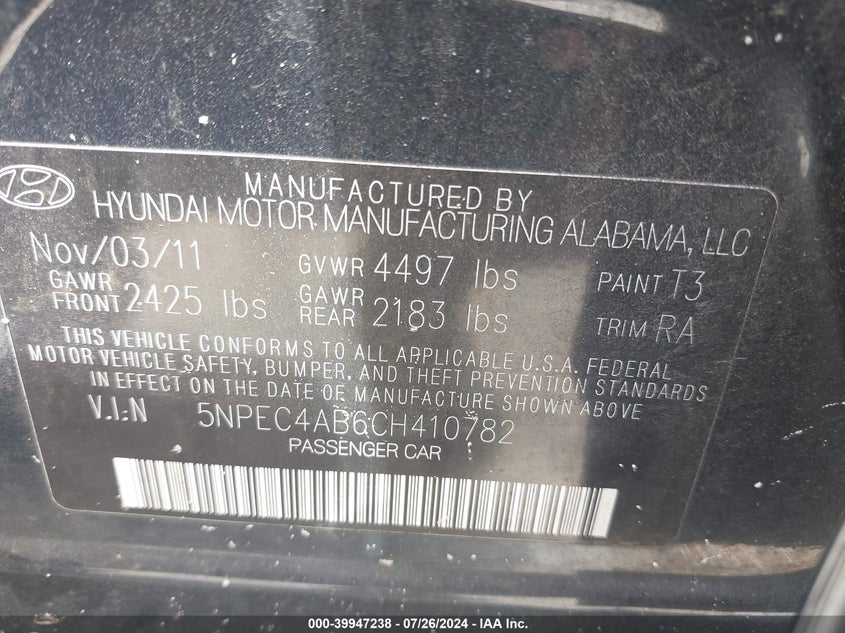 MANUFACTURED BY
HYUNDAI MOTOR MANUFACTURING ALABAMA, LLC
Nov/03/11 GVWR 4497 lbs PAINT T3
GAWR FRONT 2425 lbs GAWR REAR 2183 lbs TRIM RA
THIS VEHICLE CONFORMS TO ALL APPLICABLE U.S.A. FEDERAL
MOTOR VEHICLE SAFETY, BUMPER, AND THEFT PREVENTION STANDARDS
IN EFFECT ON THE DATE OF MANUFACTURE SHOWN ABOVE
V.I.N 5NPEC4AB6CH410782
PASSENGER CAR
000-39947238 - 07/26/2024 - IAA Inc.